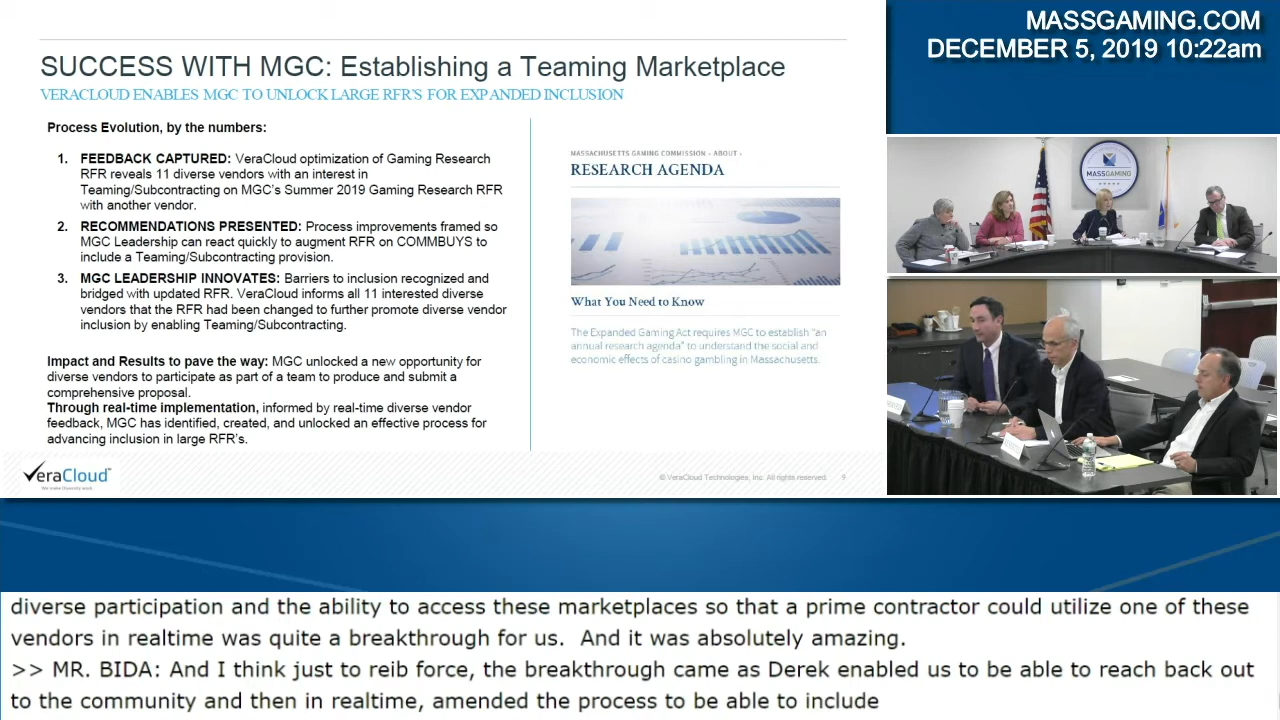 MASSGAMING.COM
DECEMBER 5, 2019 10:22am
SUCCESS WITH MGC: Establishing a Teaming Marketplace
VERACLOUD ENABLES MGC TO UNLOCK LARGE RFR'S FOR EXPANDED INCLUSION
Process Evolution, by the numbers:
1. FEEDBACK CAPTURED: VeraCloud optimization of Gaming Research
RFR reveals 11 diverse vendors with an interest in
Teaming/Subcontracting on MGC's Summer 2019 Gaming Research RFR
with another vendor.
2. RECOMMENDATIONS PRESENTED: Process improvements framed so
MGC Leadership can react quickly to augment RFR on COMMBUYS to
include a Teaming/Subcontracting provision.
3. MGC LEADERSHIP INNOVATES: Barriers to inclusion recognized and
bridged with updated RFR. VeraCloud informs all 11 interested diverse
vendors that the RFR had been changed to further promote diverse vendor
inclusion by enabling Teaming/Subcontracting.
Impact and Results to pave the way: MGC unlocked a new opportunity for
diverse vendors to participate as part of a team to produce and submit a
comprehensive proposal.
Through real-time implementation, informed by real-time diverse vendor
feedback, MGC has identified, created, and unlocked an effective process for
advancing inclusion in large RFR's.
MASSACHUSETTS GAMING COMMISSION - ABOUT -
RESEARCH AGENDA
What You Need to Know
The Expanded Gaming Act requires MGC to establish "an
annual research agenda" to understand the social and
economic effects of casino gambling in Massachusetts.
VeraCloud
We make Diversity work
© VeraCloud Technologies, Inc. All rights reserved. 9
MASSGAMING
diverse participation and the ability to access these marketplaces so that a prime contractor could utilize one of these
vendors in realtime was quite a breakthrough for us. And it was absolutely amazing.
>> MR. BIDA: And I think just to reib force, the breakthrough came as Derek enabled us to be able to reach back out
to the community and then in realtime, amended the process to be able to include